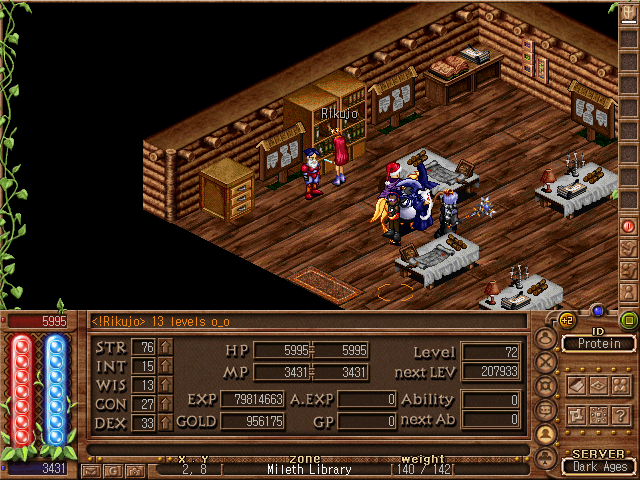 Rikujo
5995
<!Rikujo> 13 levels o_o
+2
ID
Protein
STR 76
HP 5995 5995
Level 72
INT 15
MP 3431 3431
next LEV 207933
WIS 13
CON 27
EXP 79814663
A.EXP 0
Ability 0
DEX 33
GOLD 956175
GP 0
next Ab 0
3431
G
x, y
2, 8
zone
Mileth Library
weight
140 / 142
?
SERVER
Dark Ages